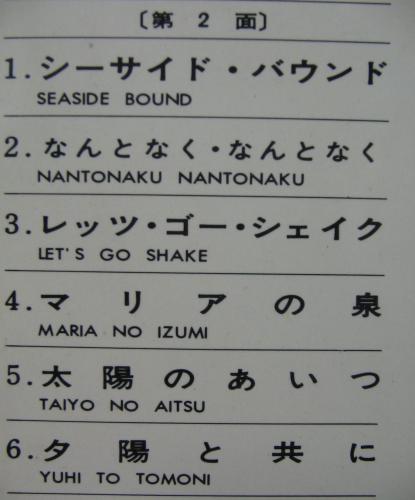 〔第 2 面〕
1. シーサイド・バウンド
SEASIDE BOUND
2. なんとなく・なんとなく
NANTONAKU NANTONAKU
3. レッツ・ゴー・シェイク
LET'S GO SHAKE
4. マリアの泉
MARIA NO IZUMI
5. 太陽のあいつ
TAIYO NO AITSU
6. 夕陽と共に
YUHI TO TOMONI